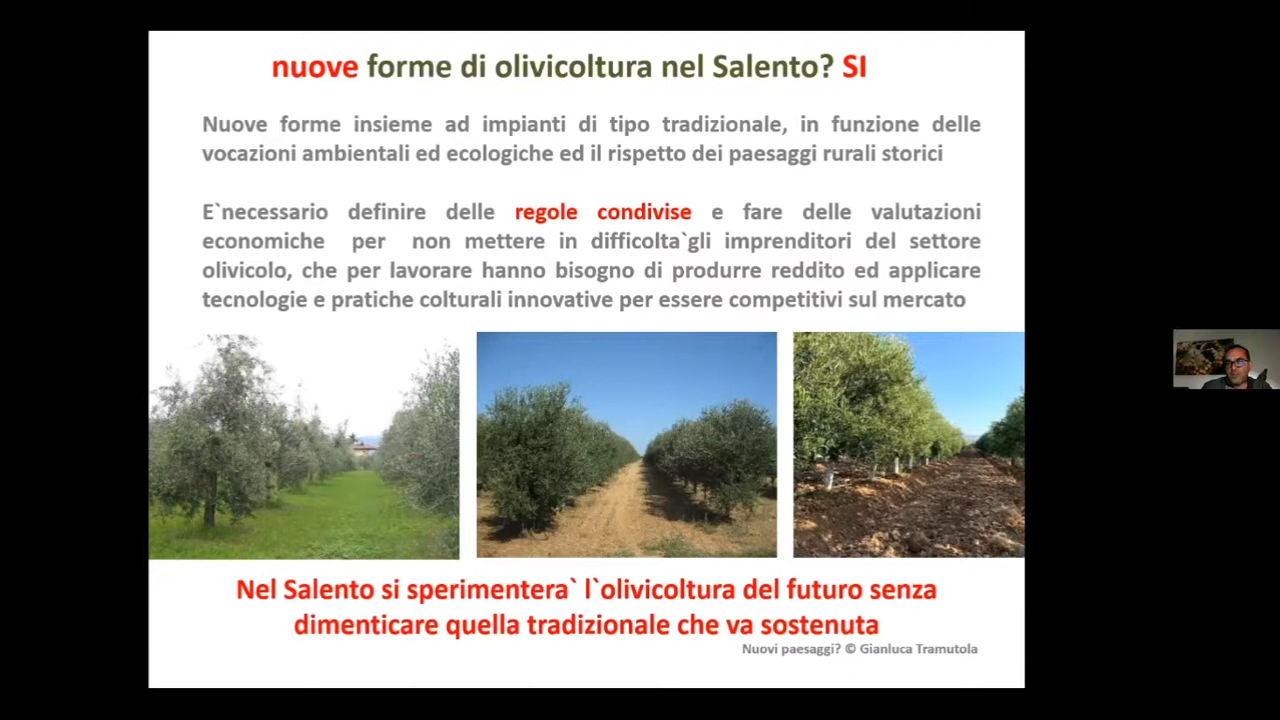 nuove forme di olivicoltura nel Salento? SI
Nuove forme insieme ad impianti di tipo tradizionale, in funzione delle
vocazioni ambientali ed ecologiche ed il rispetto dei paesaggi rurali storici
E`necessario definire delle regole condivise e fare delle valutazioni
economiche per non mettere in difficolta`gli imprenditori del settore
olivicolo, che per lavorare hanno bisogno di produrre reddito ed applicare
tecnologie e pratiche colturali innovative per essere competitivi sul mercato
Nel Salento si sperimentera` l`olivicoltura del futuro senza
dimenticare quella tradizionale che va sostenuta
Nuovi paesaggi? © Gianluca Tramutola